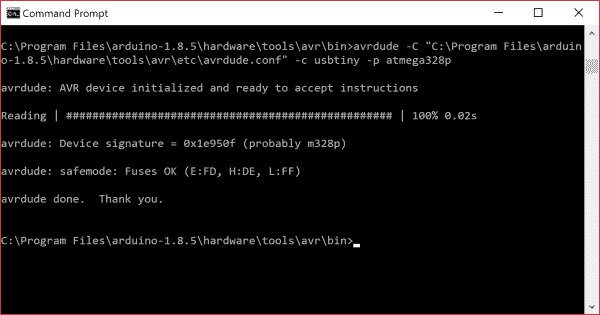 Command Prompt
C:\Program Files\arduino-1.8.5\hardware\tools\avr\bin>avrdude -C "C:\Program Files\arduin
o-1.8.5\hardware\tools\avr\etc\avrdude.conf" -c usbtiny -p atmega328p
avrdude: AVR device initialized and ready to accept instructions
Reading | ################################################## | 100% 0.02s
avrdude: Device signature = 0x1e950f (probably m328p)
avrdude: safemode: Fuses OK (E:FD, H:DE, L:FF)
avrdude done.  Thank you.
C:\Program Files\arduino-1.8.5\hardware\tools\avr\bin>